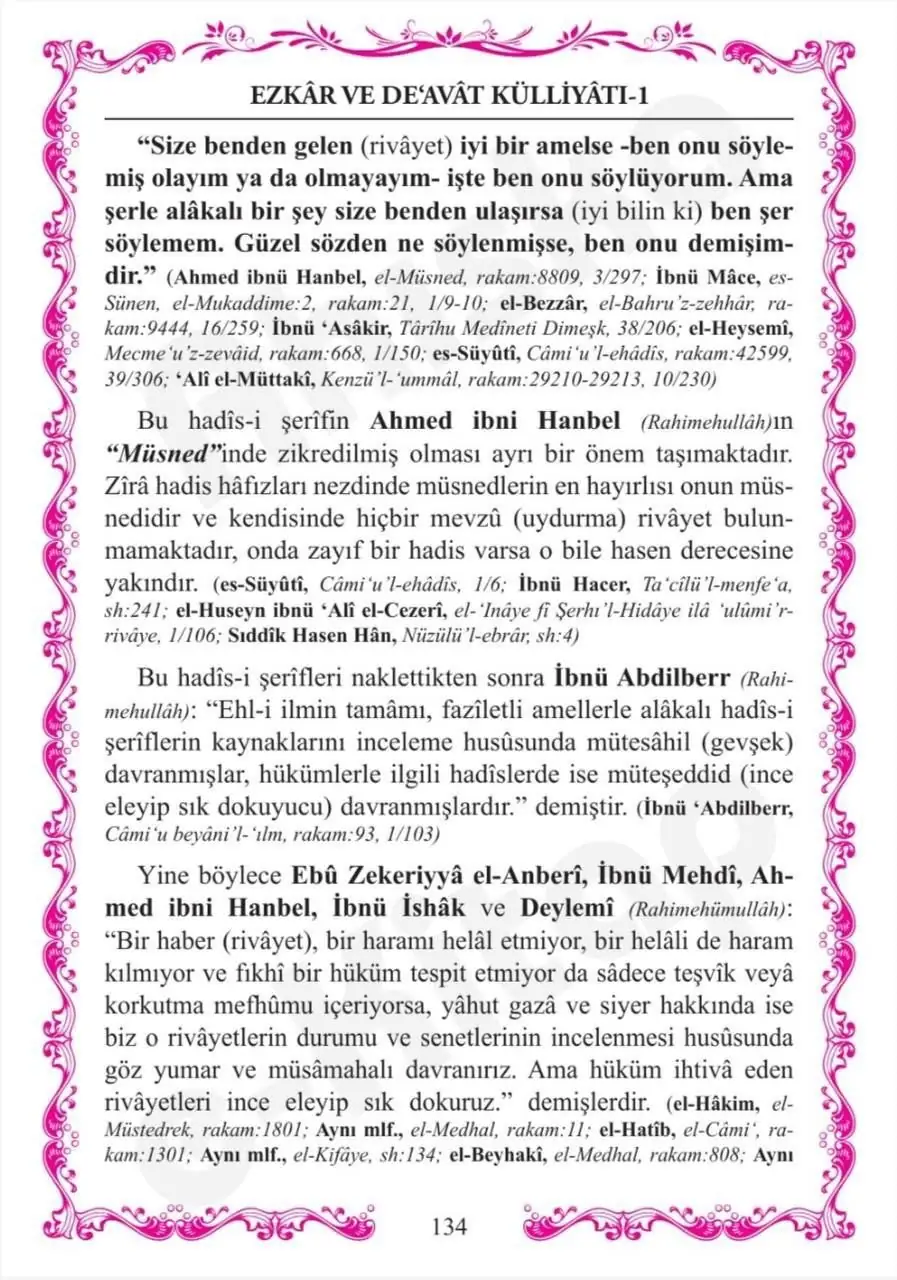 EZKÂR VE DE‘AVÂT KÜLLİYÂTI-1
“Size benden gelen (rivâyet) iyi bir amelse -ben onu söyle-
miş olayım ya da olmayayım- işte ben onu söylüyorum. Ama
şerle alâkalı bir şey size benden ulaşırsa (iyi bilin ki) ben şer
söylemem. Güzel sözden ne söylenmişse, ben onu demişim-
dir.” (Ahmed ibnü Hanbel, el-Müsned, rakam:8809, 3/297; İbnü Mâce, es-
Sünen, el-Mukaddime:2, rakam:21, 1/9-10; el-Bezzâr, el-Bahru’z-zehhâr, ra-
kam:9444, 16/259; İbnü ‘Asâkir, Târîhu Medîneti Dimeşk, 38/206; el-Heysemî,
Mecme‘u’z-zevâid, rakam:668, 1/150; es-Süyûtî, Câmi‘u’l-ehâdîs, rakam:42599,
39/306; ‘Alî el-Müttakî, Kenzü’l-‘ummâl, rakam:29210-29213, 10/230)
Bu hadîs-i şerîfin Ahmed ibni Hanbel (Rahimehullâh)ın
“Müsned”inde zikredilmiş olması ayrı bir önem taşımaktadır.
Zîrâ hadis hâfızları nezdinde müsnedlerin en hayırlısı onun müs-
nedidir ve kendisinde hiçbir mevzû (uydurma) rivâyet bulun-
mamaktadır, onda zayıf bir hadis varsa o bile hasen derecesine
yakındır. (es-Süyûtî, Câmi‘u’l-ehâdîs, 1/6; İbnü Hacer, Ta‘cîlü’l-menfe‘a,
sh:241; el-Huseyn ibnü ‘Alî el-Cezerî, el-‘Inâye fî Şerhı’l-Hidâye ilâ ‘ulûmi’r-
rivâye, 1/106; Sıddîk Hasen Hân, Nüzülü’l-ebrâr, sh:4)
Bu hadîs-i şerîfleri naklettikten sonra İbnü Abdilberr (Rahi-
mehullâh): “Ehl-i ilmin tamâmı, fazîletli amellerle alâkalı hadîs-i
şerîflerin kaynaklarını inceleme husûsunda mütesâhil (gevşek)
davranmışlar, hükümlerle ilgili hadîslerde ise müteşeddid (ince
eleyip sık dokuyucu) davranmışlardır.” demiştir. (İbnü ‘Abdilberr,
Câmi‘u beyâni’l-‘ılm, rakam:93, 1/103)
Yine böylece Ebû Zekeriyyâ el-Anberî, İbnü Mehdî, Ah-
med ibni Hanbel, İbnü İshâk ve Deylemî (Rahimehümullâh):
“Bir haber (rivâyet), bir haramı helâl etmiyor, bir helâli de haram
kılmıyor ve fıkhî bir hüküm tespit etmiyor da sâdece teşvîk veyâ
korkutma mefhûmu içeriyorsa, yâhut gazâ ve siyer hakkında ise
biz o rivâyetlerin durumu ve senetlerinin incelenmesi husûsunda
göz yumar ve müsâmahalı davranırız. Ama hüküm ihtivâ eden
rivâyetleri ince eleyip sık dokuruz.” demişlerdir. (el-Hâkim, el-
Müstedrek, rakam:1801; Aynı mlf., el-Medhal, rakam:11; el-Hatîb, el-Câmi‘, ra-
kam:1301; Aynı mlf., el-Kifâye, sh:134; el-Beyhakî, el-Medhal, rakam:808; Aynı
134